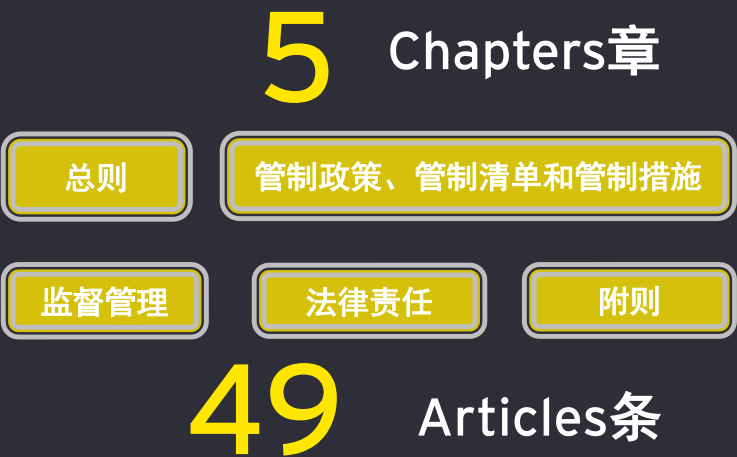 5 Chapters章
总则 管制政策、管制清单和管制措施
监督管理 法律责任 附则
49 Articles条